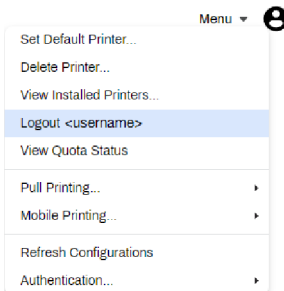 Menu
Set Default Printer...
Delete Printer...
View Installed Printers...
Logout <username>
View Quota Status
Pull Printing...
Mobile Printing...
Refresh Configurations
Authentication...